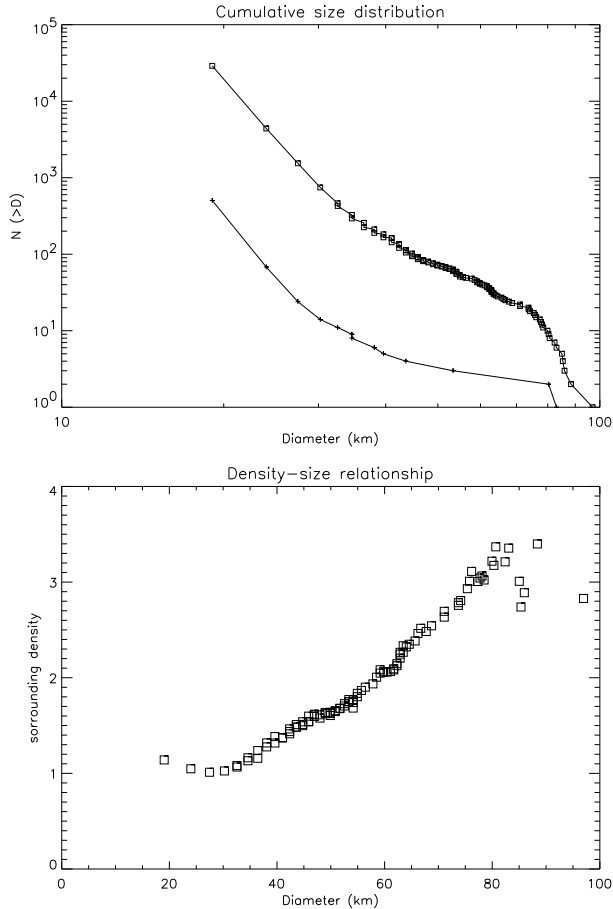 Cumulative size distribution
10^5
10^4
10^3
10^2
10^1
10^0
N (>D)
10 100
Diameter (km)
Density-size relationship
4
3
2
1
0
sorrounding density
0 20 40 60 80 100
Diameter (km)